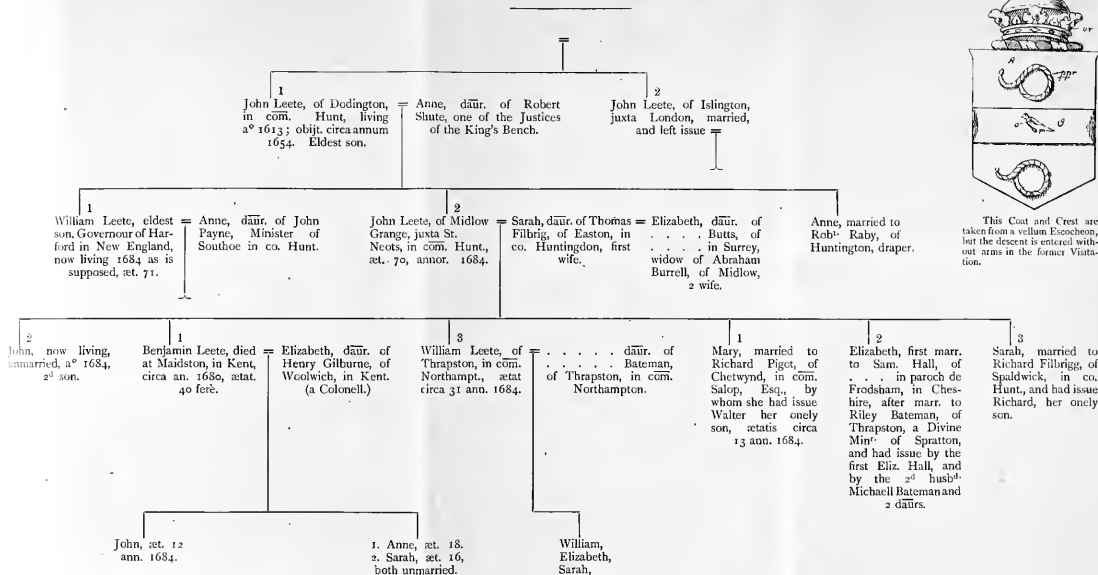 1
John Leete, of Dodington,
in com̅. Hunt, living
aº 1613; obijt. circa annum
1654. Eldest son.
=
Anne, dau̅r. of Robert
Shute, one of the Justices
of the King's Bench.
2
John Leete, of Islington,
juxta London, married,
and left issue =
or
A
ppr
o
G
This Coat and Crest are
taken from a vellum Escocheon,
but the descent is entered with-
out arms in the former Visita-
tion.
1
William Leete, eldest
son, Governour of Har-
ford in New England,
now living 1684 as is
supposed, æt. 71.
=
Anne, dau̅r. of John
Payne, Minister of
Southoe in co. Hunt.
2
John Leete, of Midlow
Grange, juxta St.
Neots, in com̅. Hunt.,
æt. 70, annor. 1684.
=
Sarah, dau̅r. of Thomas
Filbrig, of Easton, in
co. Huntingdon, first
wife.
=
Elizabeth, dau̅r. of
. . . . Butts, of
. . . . in Surrey,
widow of Abraham
Burrell, of Midlow,
2 wife.
Anne, married to
Robᵗ· Raby, of
Huntington, draper.
2
John, now living,
unmarried, aº 1684,
2ᵈ son.
1
Benjamin Leete, died
at Maidston, in Kent,
circa an. 1680, ætat.
40 ferè.
=
Elizabeth, dau̅r. of
Henry Gilburne, of
Woolwich, in Kent.
(a Colonell.)
3
William Leete, of
Thrapston, in com̅.
Northampt., ætat
circa 31 ann. 1684.
=
. . . . . dau̅r. of
. . . . . Bateman,
of Thrapston, in com̅.
Northampton.
1
Mary, married to
Richard Pigot, of
Chetwynd, in com̅.
Salop, Esq., by
whom she had issue
Walter her onely
son, ætatis circa
13 ann. 1684.
2
Elizabeth, first marr.
to Sam. Hall, of
. . . in paroch de
Frodsham, in Ches-
hire, after marr. to
Riley Bateman, of
Thrapston, a Divine
Minʳ· of Spratton,
and had issue by the
first Eliz. Hall, and
by the 2ᵈ husbᵈ·
Michaell Bateman and
2 dau̅rs.
3
Sarah, married to
Richard Filbrigg, of
Spaldwick, in co.
Hunt., and had issue
Richard, her onely
son.
John, æt. 12
ann. 1684.
1. Anne, æt. 18.
2. Sarah, æt. 16,
both unmarried.
William,
Elizabeth,
Sarah,